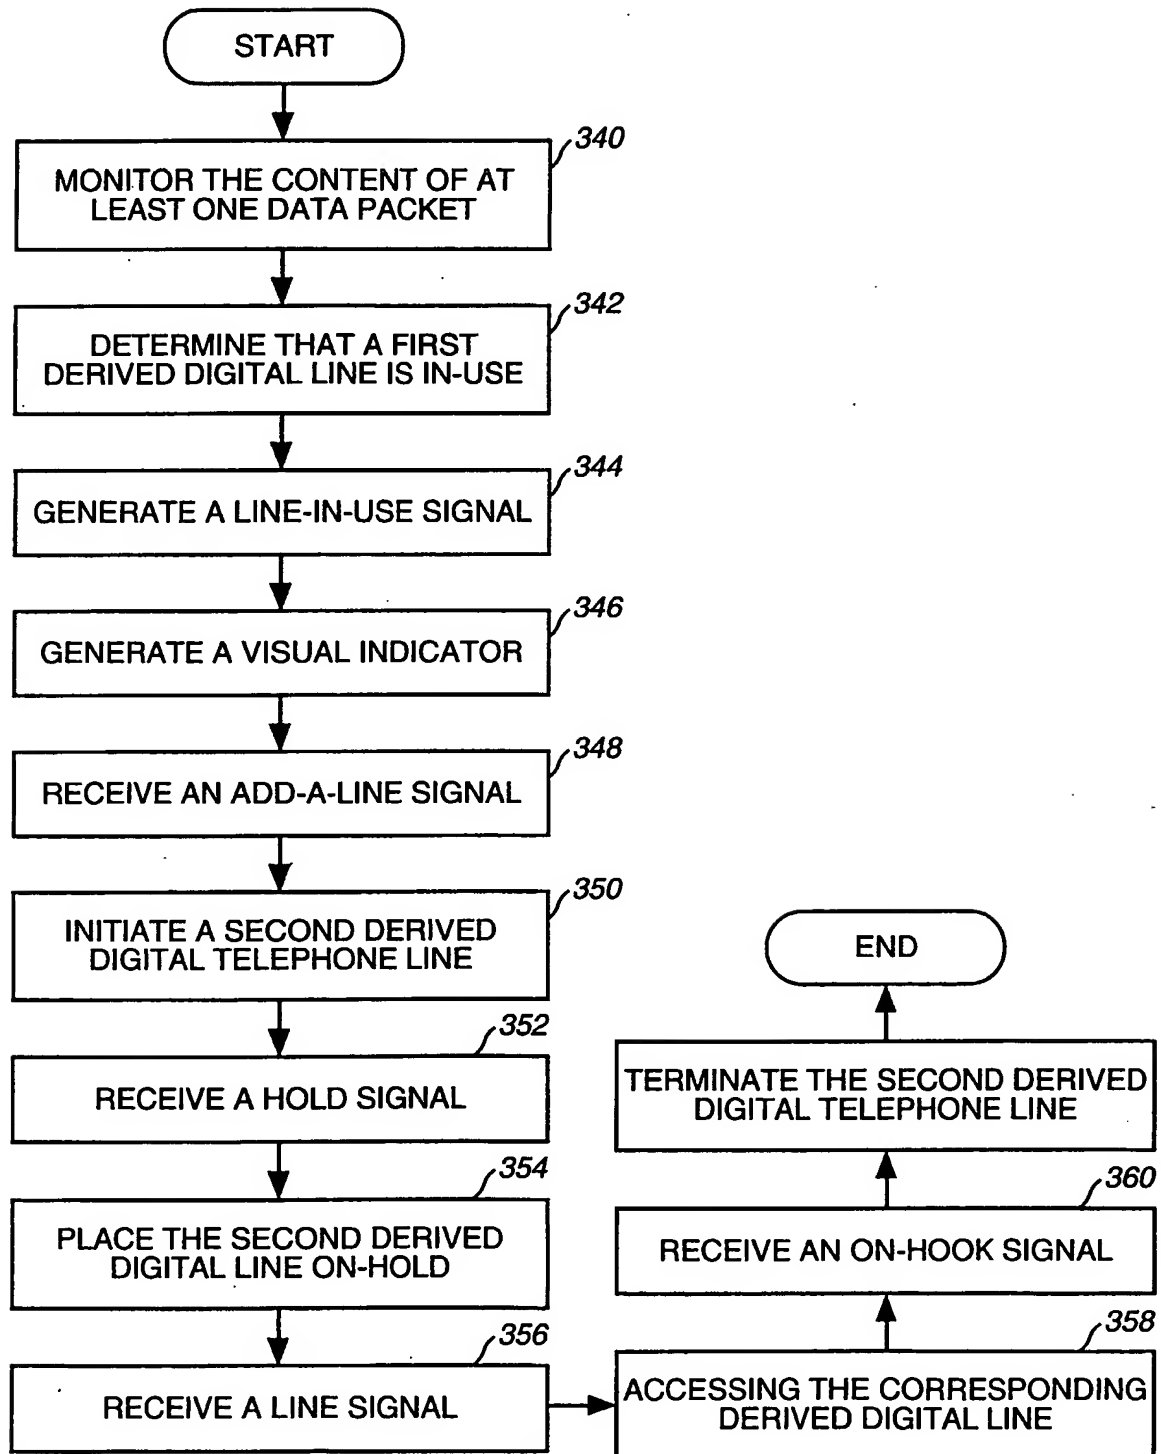 START
340
MONITOR THE CONTENT OF AT
LEAST ONE DATA PACKET
342
DETERMINE THAT A FIRST
DERIVED DIGITAL LINE IS IN-USE
344
GENERATE A LINE-IN-USE SIGNAL
346
GENERATE A VISUAL INDICATOR
348
RECEIVE AN ADD-A-LINE SIGNAL
350
INITIATE A SECOND DERIVED
DIGITAL TELEPHONE LINE
352
RECEIVE A HOLD SIGNAL
354
PLACE THE SECOND DERIVED
DIGITAL LINE ON-HOLD
356
RECEIVE A LINE SIGNAL
358
ACCESSING THE CORRESPONDING
DERIVED DIGITAL LINE
360
RECEIVE AN ON-HOOK SIGNAL
TERMINATE THE SECOND DERIVED
DIGITAL TELEPHONE LINE
END